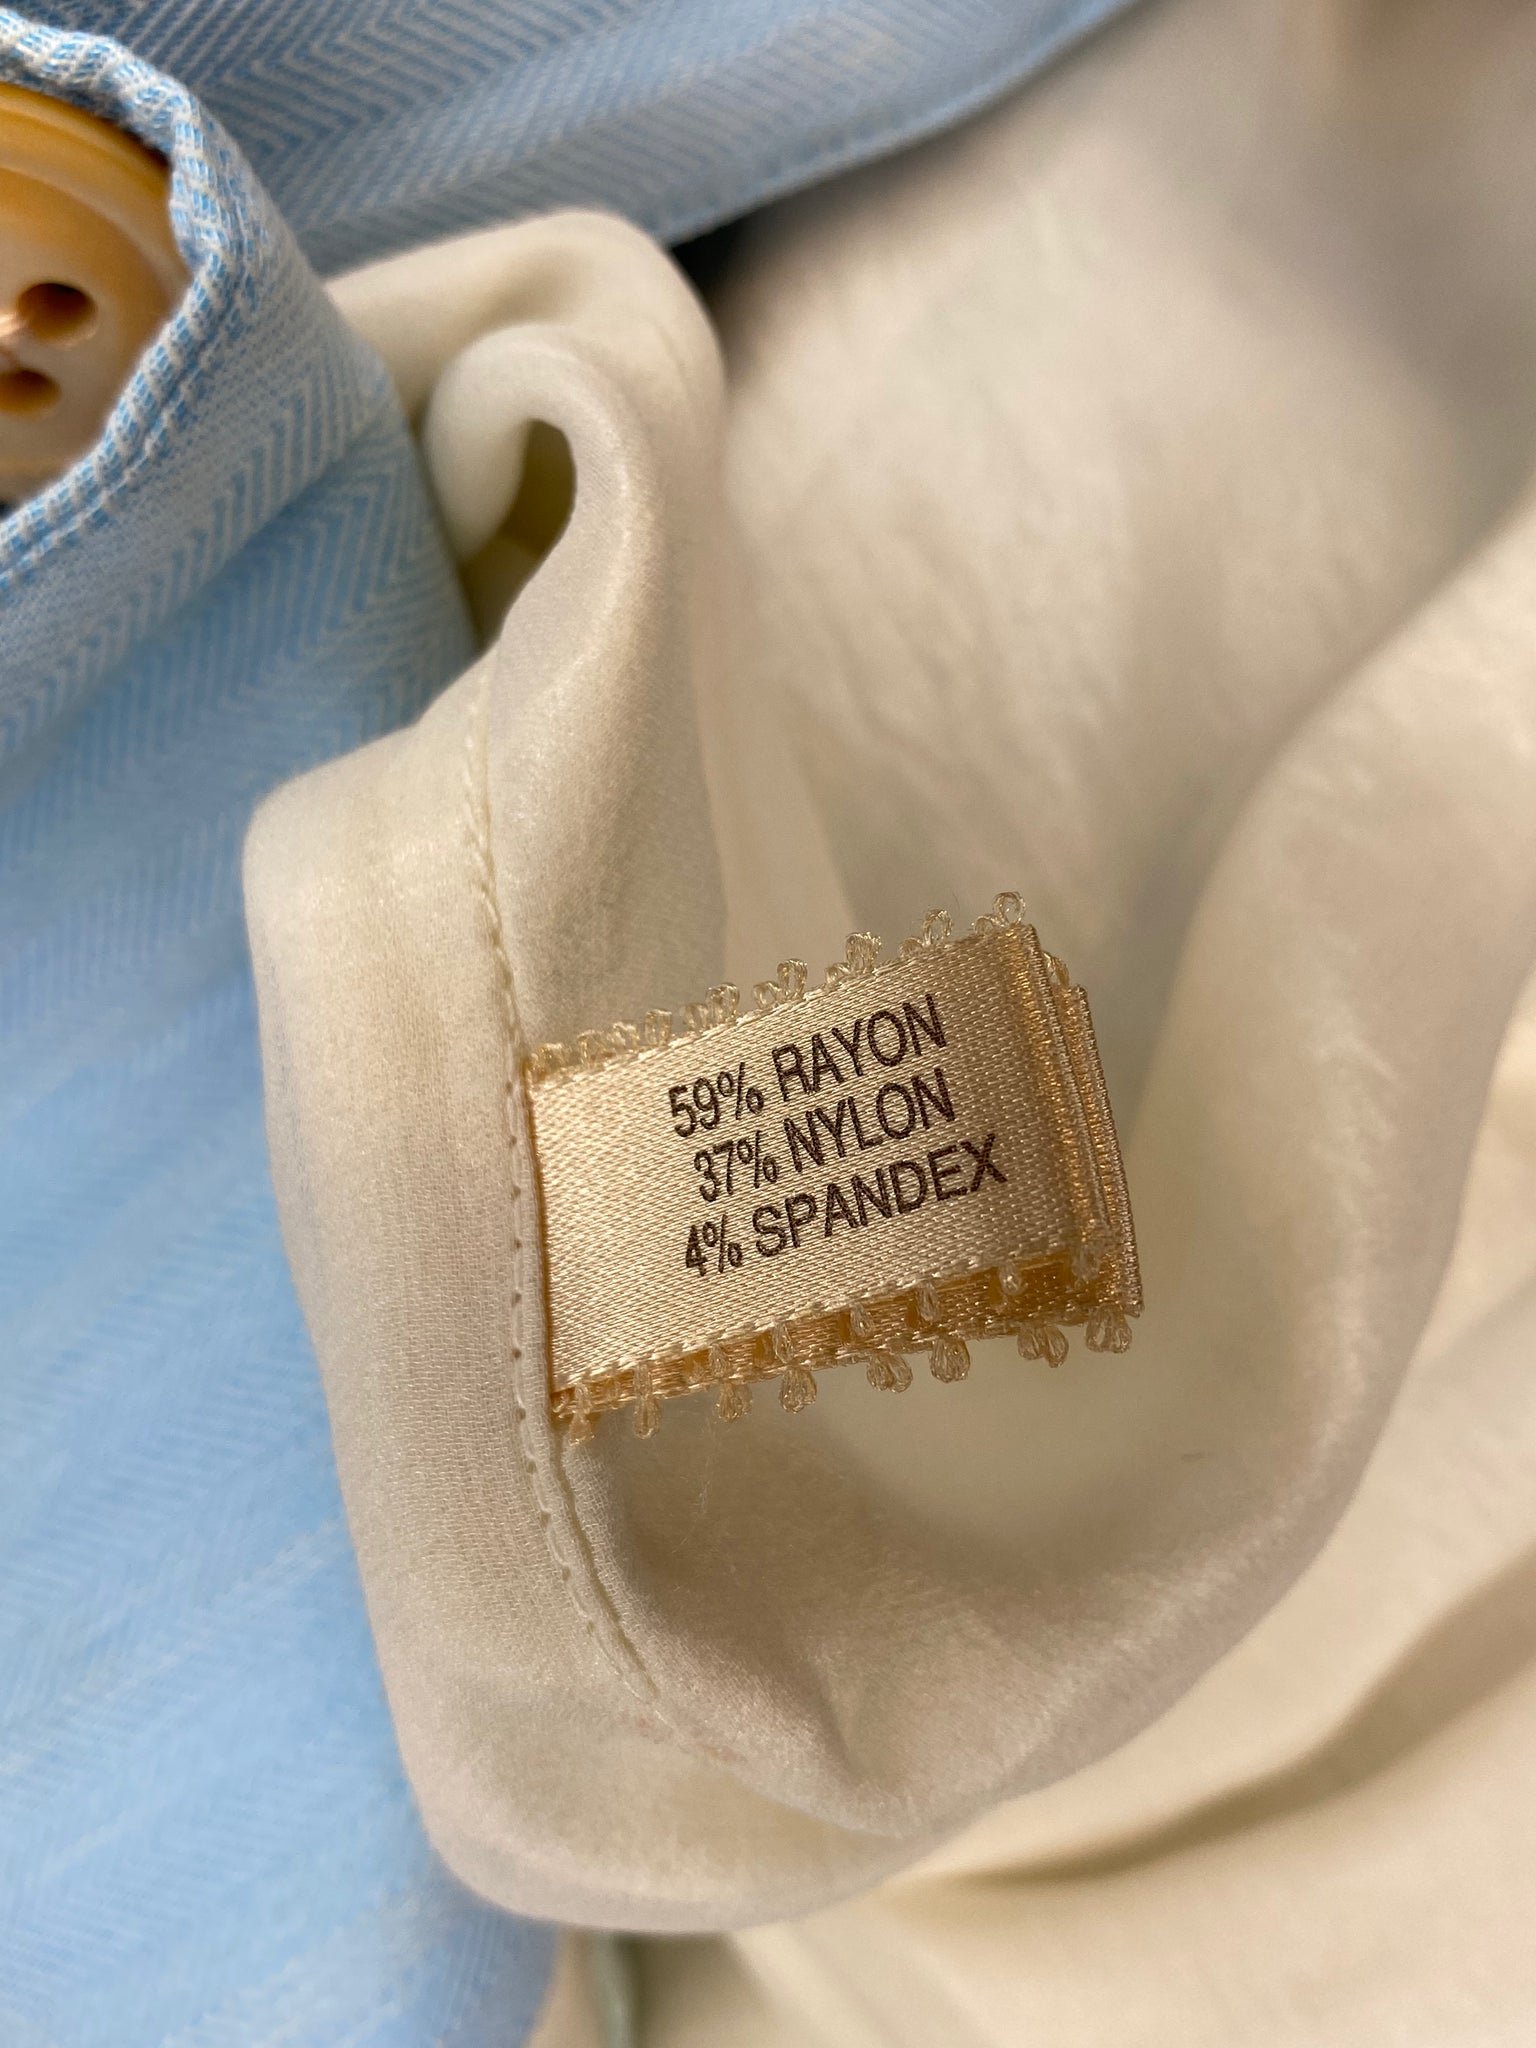 59% RAYON
37% NYLON
4% SPANDEX